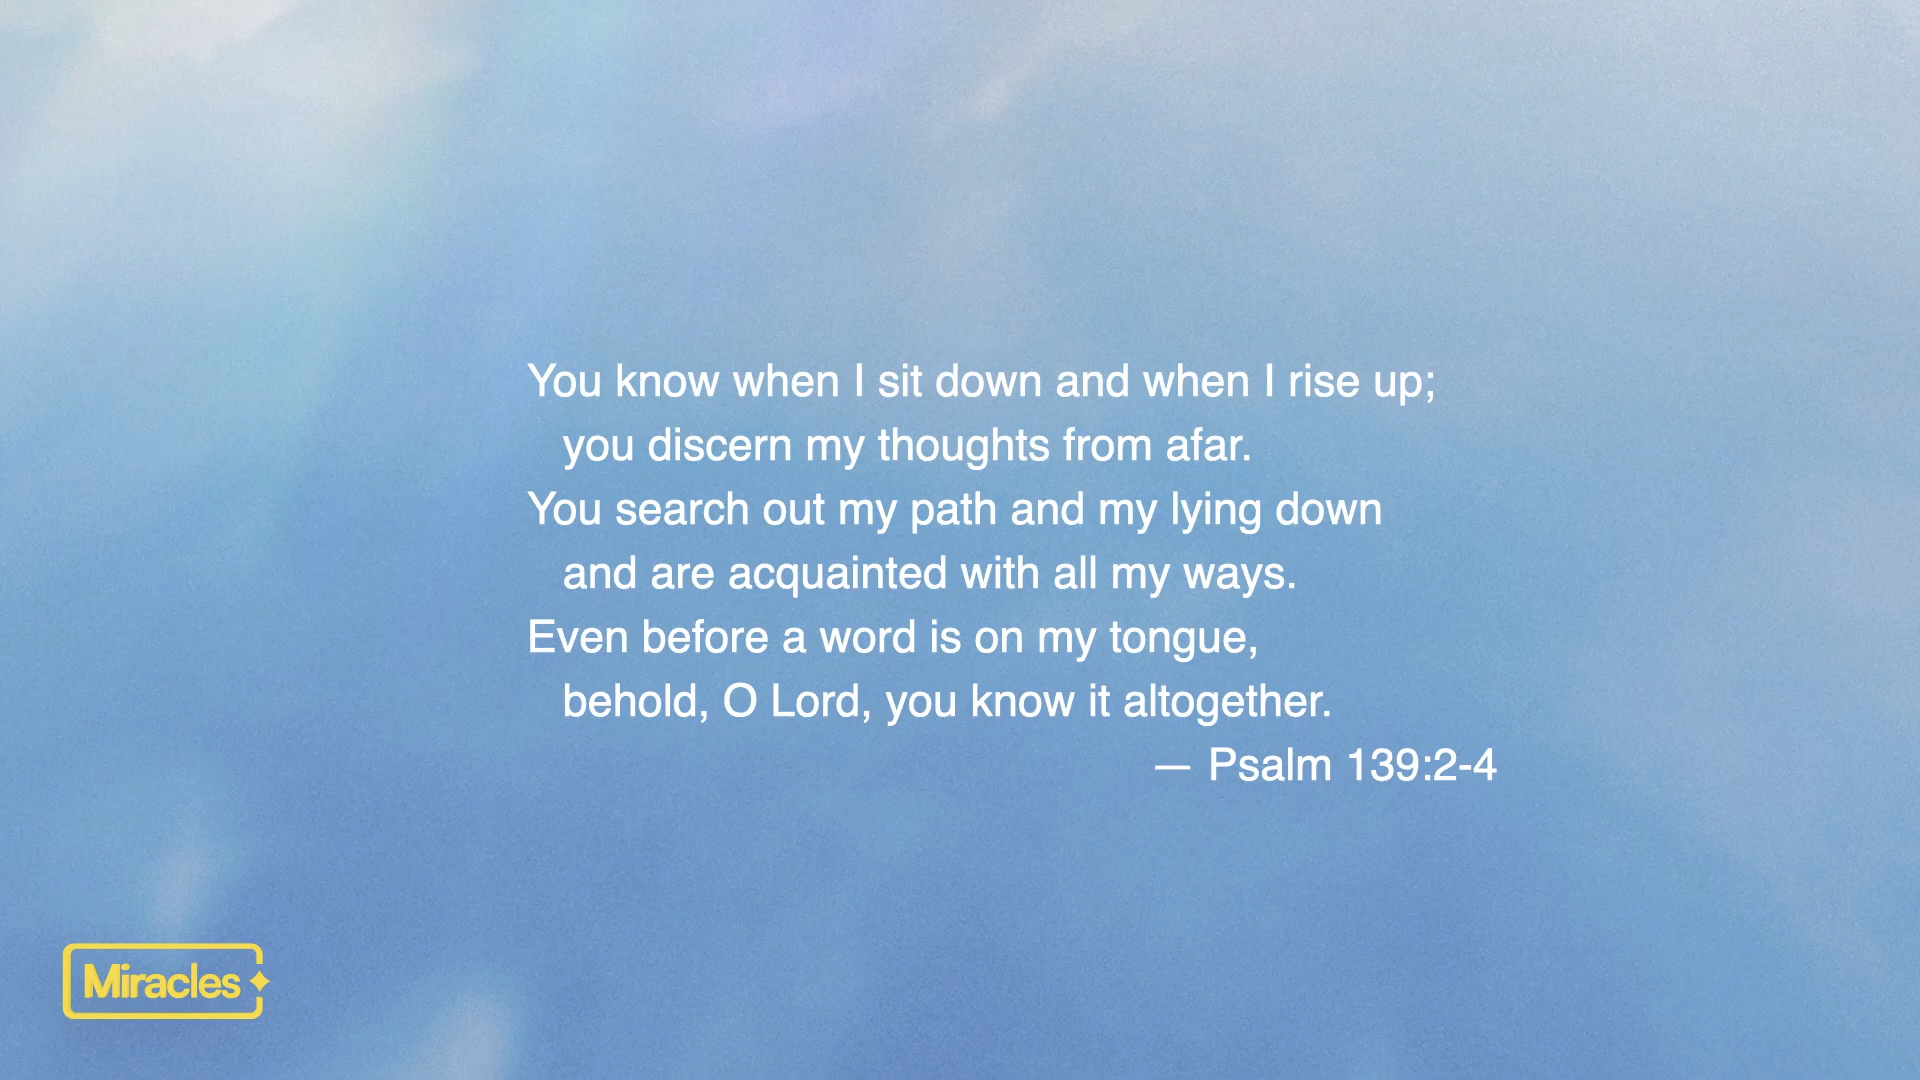 You know when I sit down and when I rise up;
you discern my thoughts from afar.
You search out my path and my lying down
and are acquainted with all my ways.
Even before a word is on my tongue,
behold, O Lord, you know it altogether.
— Psalm 139:2-4
Miracles